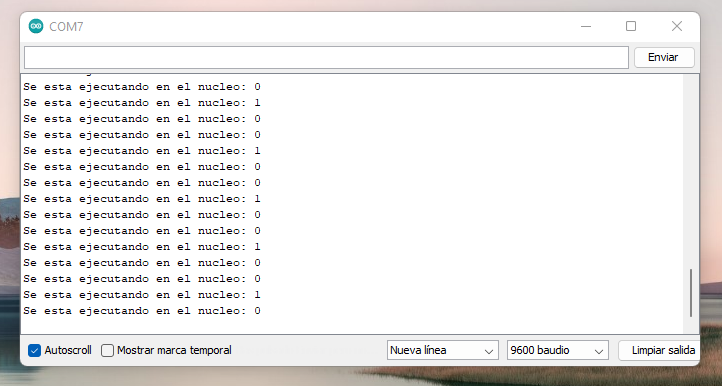 COM7
Enviar
Se esta ejecutando en el nucleo: 0
Se esta ejecutando en el nucleo: 1
Se esta ejecutando en el nucleo: 0
Se esta ejecutando en el nucleo: 0
Se esta ejecutando en el nucleo: 1
Se esta ejecutando en el nucleo: 0
Se esta ejecutando en el nucleo: 0
Se esta ejecutando en el nucleo: 1
Se esta ejecutando en el nucleo: 0
Se esta ejecutando en el nucleo: 0
Se esta ejecutando en el nucleo: 1
Se esta ejecutando en el nucleo: 0
Se esta ejecutando en el nucleo: 0
Se esta ejecutando en el nucleo: 1
Se esta ejecutando en el nucleo: 0
Autoscroll Mostrar marca temporal Nueva línea 9600 baudio Limpiar salida